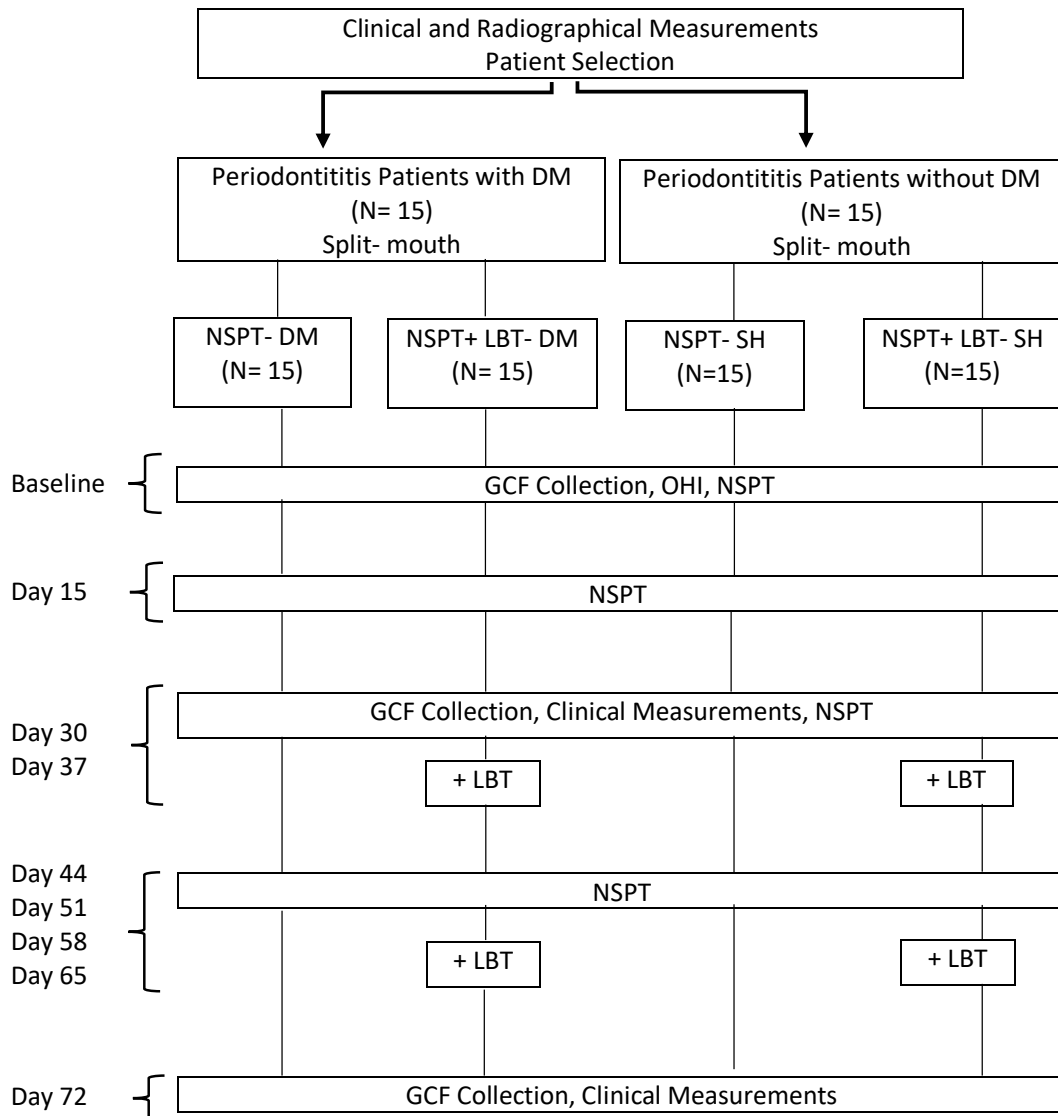 Clinical and Radiographical Measurements
Patient Selection
Periodontititis Patients with DM
(N= 15)
Split- mouth
Periodontititis Patients without DM
(N= 15)
Split- mouth
NSPT- DM
(N= 15)
NSPT+ LBT- DM
(N= 15)
NSPT- SH
(N=15)
NSPT+ LBT- SH
(N=15)
Baseline
GCF Collection, OHI, NSPT
Day 15
NSPT
GCF Collection, Clinical Measurements, NSPT
Day 30
Day 37
+ LBT
+ LBT
Day 44
Day 51
Day 58
Day 65
NSPT
+ LBT
+ LBT
Day 72
GCF Collection, Clinical Measurements